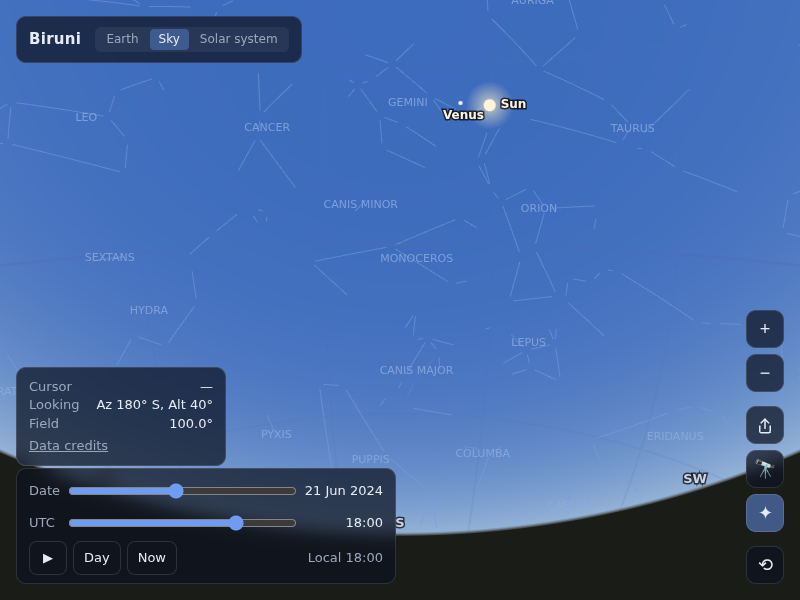 AURIGA
Biruni Earth Sky Solar system
GEMINI
Sun
Venus
LEO
CANCER
TAURUS
CANIS MINOR
ORION
SEXTANS
MONOCEROS
HYDRA
+
LEPUS
CANIS MAJOR
−
Cursor —
Looking Az 180° S, Alt 40°
Field 100.0°
Data credits
PYXIS
ERIDANUS
PUPPIS
COLUMBA
SW
Date 21 Jun 2024
UTC 18:00
S
Day Now Local 18:00